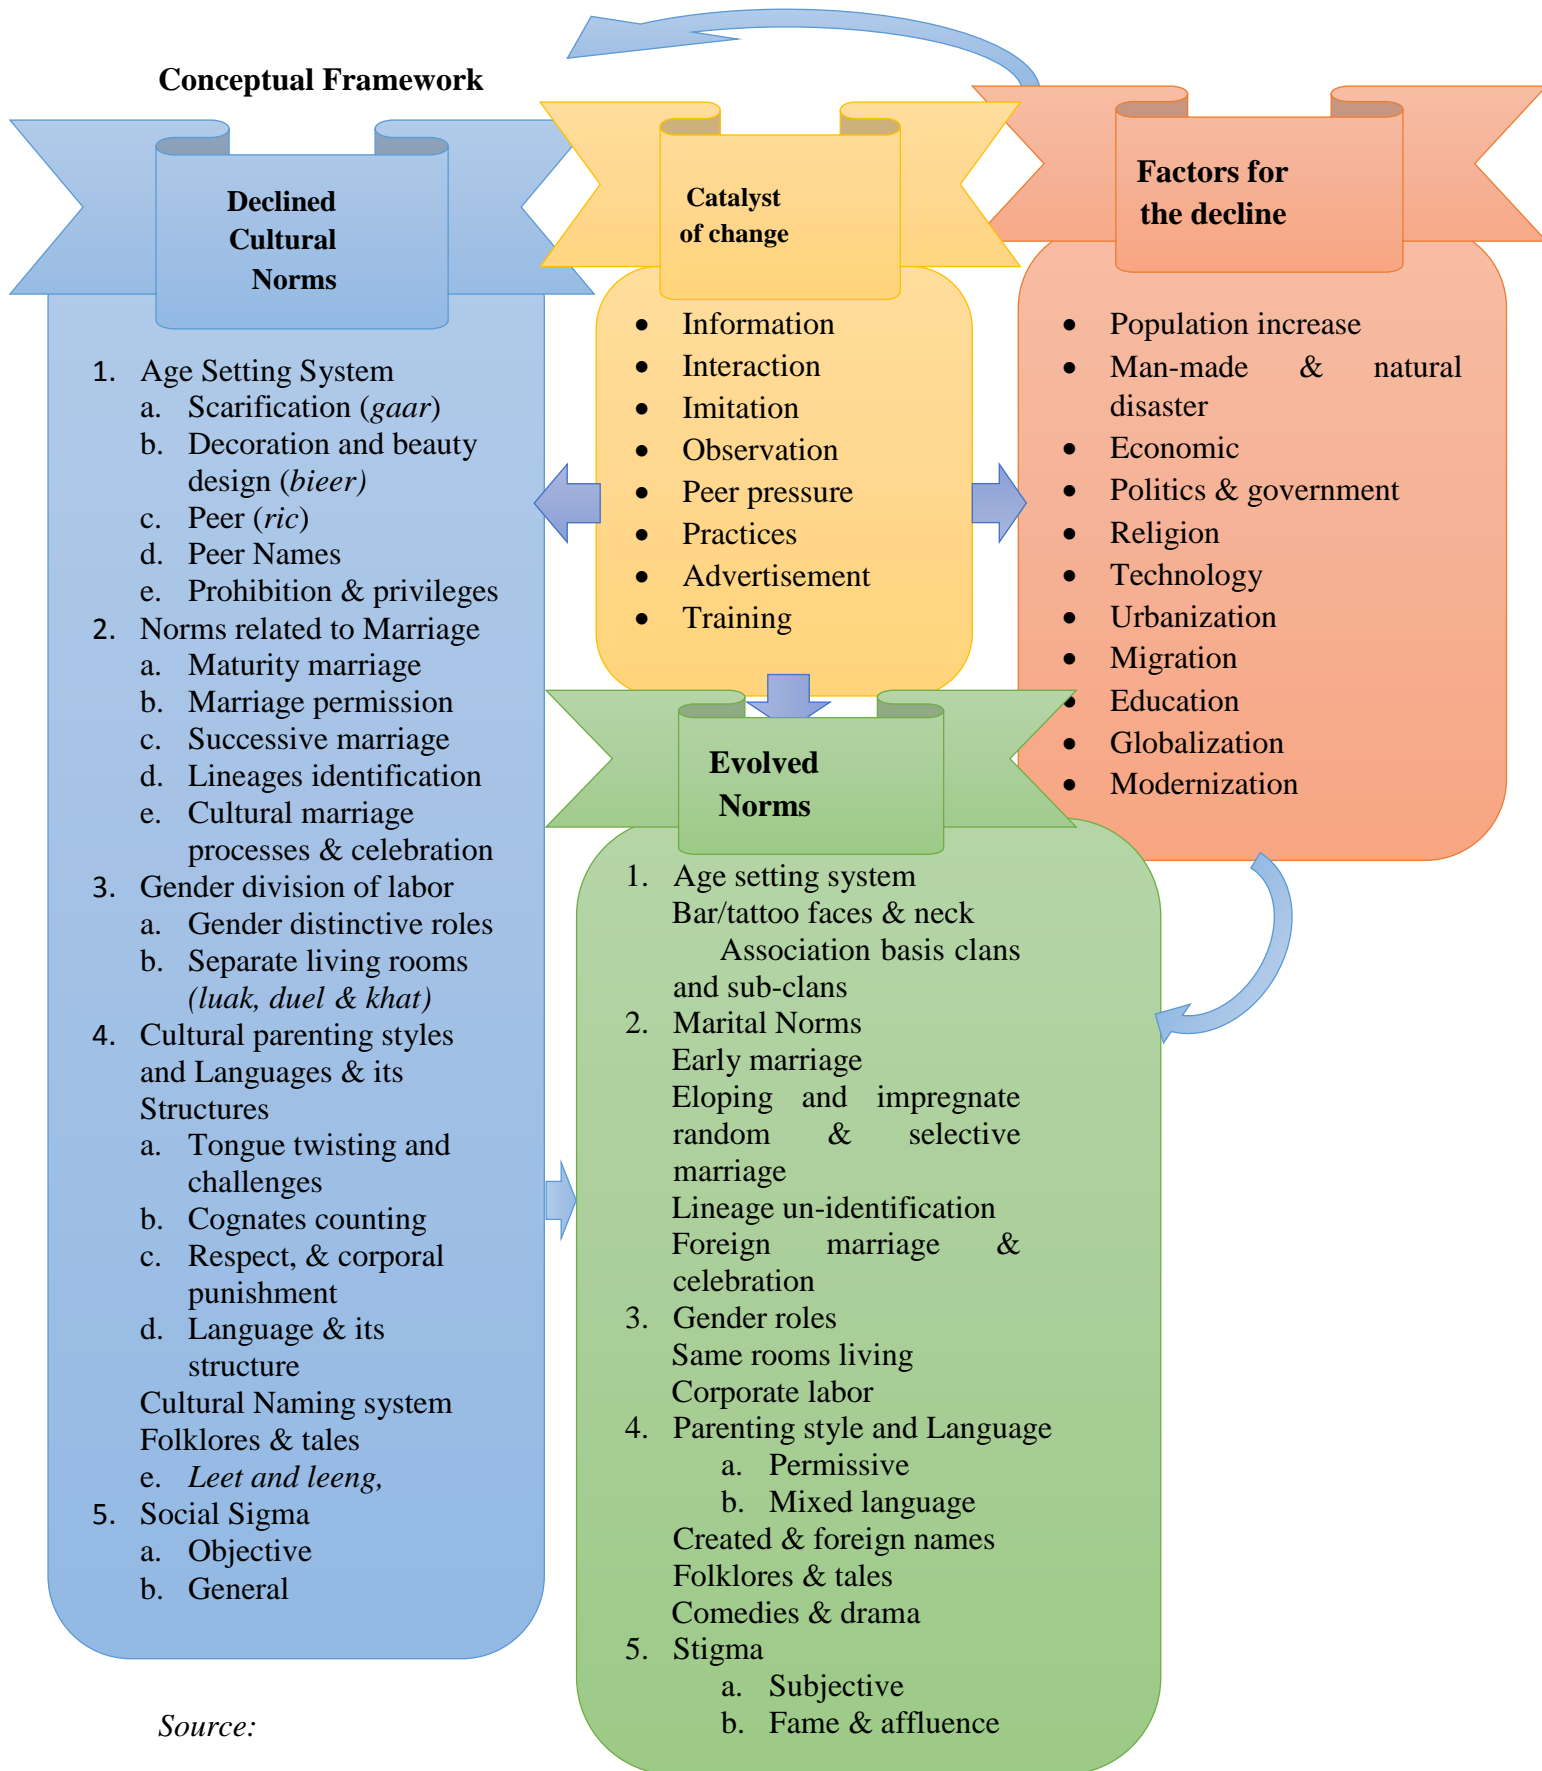 Conceptual Framework
Declined
Cultural
Norms
1. Age Setting System
a. Scarification (gaar)
b. Decoration and beauty
design (bieer)
c. Peer (ric)
d. Peer Names
e. Prohibition & privileges
2. Norms related to Marriage
a. Maturity marriage
b. Marriage permission
c. Successive marriage
d. Lineages identification
e. Cultural marriage
processes & celebration
3. Gender division of labor
a. Gender distinctive roles
b. Separate living rooms
(luak, duel & khat)
4. Cultural parenting styles
and Languages & its
Structures
a. Tongue twisting and
challenges
b. Cognates counting
c. Respect, & corporal
punishment
d. Language & its
structure
Cultural Naming system
Folklores & tales
e. Leet and leeng,
5. Social Sigma
a. Objective
b. General
Catalyst
of change
• Information
• Interaction
• Imitation
• Observation
• Peer pressure
• Practices
• Advertisement
• Training
Factors for
the decline
• Population increase
• Man-made & natural
disaster
• Economic
• Politics & government
• Religion
• Technology
• Urbanization
• Migration
• Education
• Globalization
• Modernization
Evolved
Norms
1. Age setting system
Bar/tattoo faces & neck
Association basis clans
and sub-clans
2. Marital Norms
Early marriage
Eloping and impregnate
random & selective
marriage
Lineage un-identification
Foreign marriage &
celebration
3. Gender roles
Same rooms living
Corporate labor
4. Parenting style and Language
a. Permissive
b. Mixed language
Created & foreign names
Folklores & tales
Comedies & drama
5. Stigma
a. Subjective
b. Fame & affluence
Source: